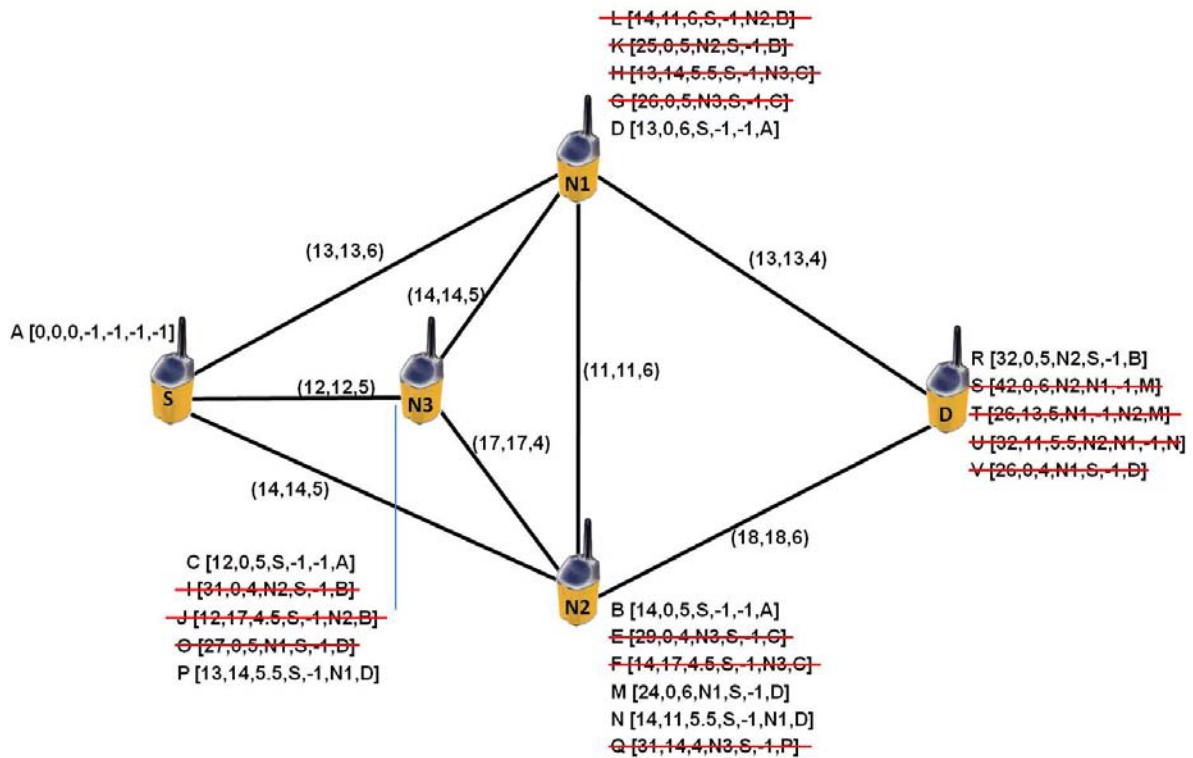 L [14,11,6,S,-1,N2,B]
K [25,0,5,N2,S,-1,B]
H [13,14,5.5,S,-1,N3,C]
G [26,0,5,N3,S,-1,C]
D [13,0,6,S,-1,-1,A]
N1
(13,13,6)
(13,13,4)
(14,14,5)
A [0,0,0,-1,-1,-1,-1]
(11,11,6)
R [32,0,5,N2,S,-1,B]
S
(12,12,5)
N3
D
S [42,0,6,N2,N1,-1,M]
T [26,13,5,N1,-1,N2,M]
U [32,11,5.5,N2,N1,-1,N]
V [26,0,4,N1,S,-1,D]
(17,17,4)
(14,14,5)
(18,18,6)
C [12,0,5,S,-1,-1,A]
I [31,0,4,N2,S,-1,B]
J [12,17,4.5,S,-1,N2,B]
O [27,0,5,N1,S,-1,D]
P [13,14,5.5,S,-1,N1,D]
N2
B [14,0,5,S,-1,-1,A]
E [29,0,4,N3,S,-1,C]
F [14,17,4.5,S,-1,N3,C]
M [24,0,6,N1,S,-1,D]
N [14,11,5.5,S,-1,N1,D]
Q [31,14,4,N3,S,-1,P]